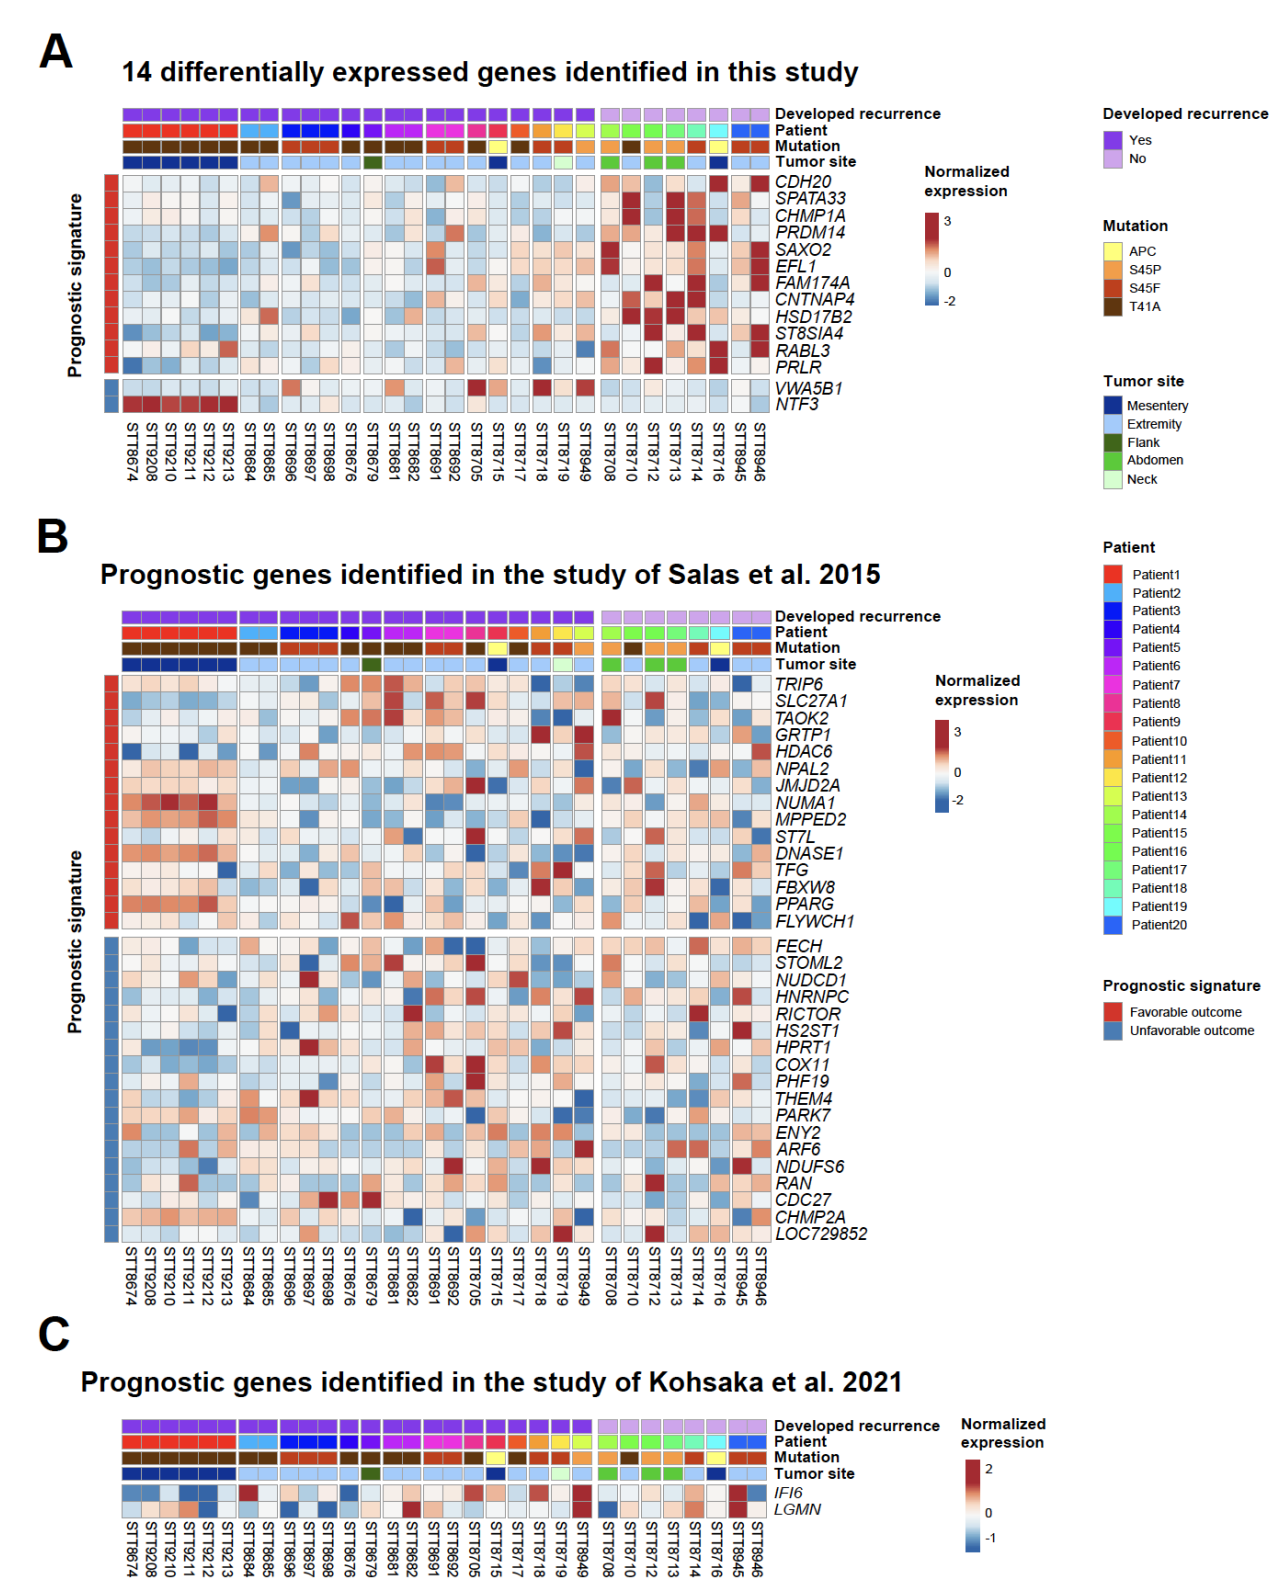 A
14 differentially expressed genes identified in this study
Developed recurrence
Patient
Mutation
Tumor site
Prognostic signature
CDH20
SPATA33
CHMP1A
PRDM14
SAXO2
EFL1
FAM174A
CNTNAP4
HSD17B2
ST8SIA4
RABL3
PRLR
VWA5B1
NTF3
STT8674 STT9208 STT9210 STT9211 STT9212 STT9213 STT8684 STT8685 STT8696 STT8697 STT8698 STT8676 STT8679 STT8681 STT8682 STT8691 STT8692 STT8705 STT8715 STT8717 STT8718 STT8719 STT8949 STT8708 STT8710 STT8712 STT8713 STT8714 STT8716 STT8945 STT8946
Normalized
expression
3
0
-2
Developed recurrence
Yes
No
Mutation
APC
S45P
S45F
T41A
Tumor site
Mesentery
Extremity
Flank
Abdomen
Neck
B
Prognostic genes identified in the study of Salas et al. 2015
Developed recurrence
Patient
Mutation
Tumor site
Prognostic signature
TRIP6
SLC27A1
TAOK2
GRTP1
HDAC6
NPAL2
JMJD2A
NUMA1
MPPED2
ST7L
DNASE1
TFG
FBXW8
PPARG
FLYWCH1
FECH
STOML2
NUDCD1
HNRNPC
RICTOR
HS2ST1
HPRT1
COX11
PHF19
THEM4
PARK7
ENY2
ARF6
NDUFS6
RAN
CDC27
CHMP2A
LOC729852
STT8674 STT9208 STT9210 STT9211 STT9212 STT9213 STT8684 STT8685 STT8696 STT8697 STT8698 STT8676 STT8679 STT8681 STT8682 STT8691 STT8692 STT8705 STT8715 STT8717 STT8718 STT8719 STT8949 STT8708 STT8710 STT8712 STT8713 STT8714 STT8716 STT8945 STT8946
Normalized
expression
3
0
-2
Patient
Patient1
Patient2
Patient3
Patient4
Patient5
Patient6
Patient7
Patient8
Patient9
Patient10
Patient11
Patient12
Patient13
Patient14
Patient15
Patient16
Patient17
Patient18
Patient19
Patient20
Prognostic signature
Favorable outcome
Unfavorable outcome
C
Prognostic genes identified in the study of Kohsaka et al. 2021
Developed recurrence
Patient
Mutation
Tumor site
IFI6
LGMN
STT8674 STT9208 STT9210 STT9211 STT9212 STT9213 STT8684 STT8685 STT8696 STT8697 STT8698 STT8676 STT8679 STT8681 STT8682 STT8691 STT8692 STT8705 STT8715 STT8717 STT8718 STT8719 STT8949 STT8708 STT8710 STT8712 STT8713 STT8714 STT8716 STT8945 STT8946
Normalized
expression
2
0
-1